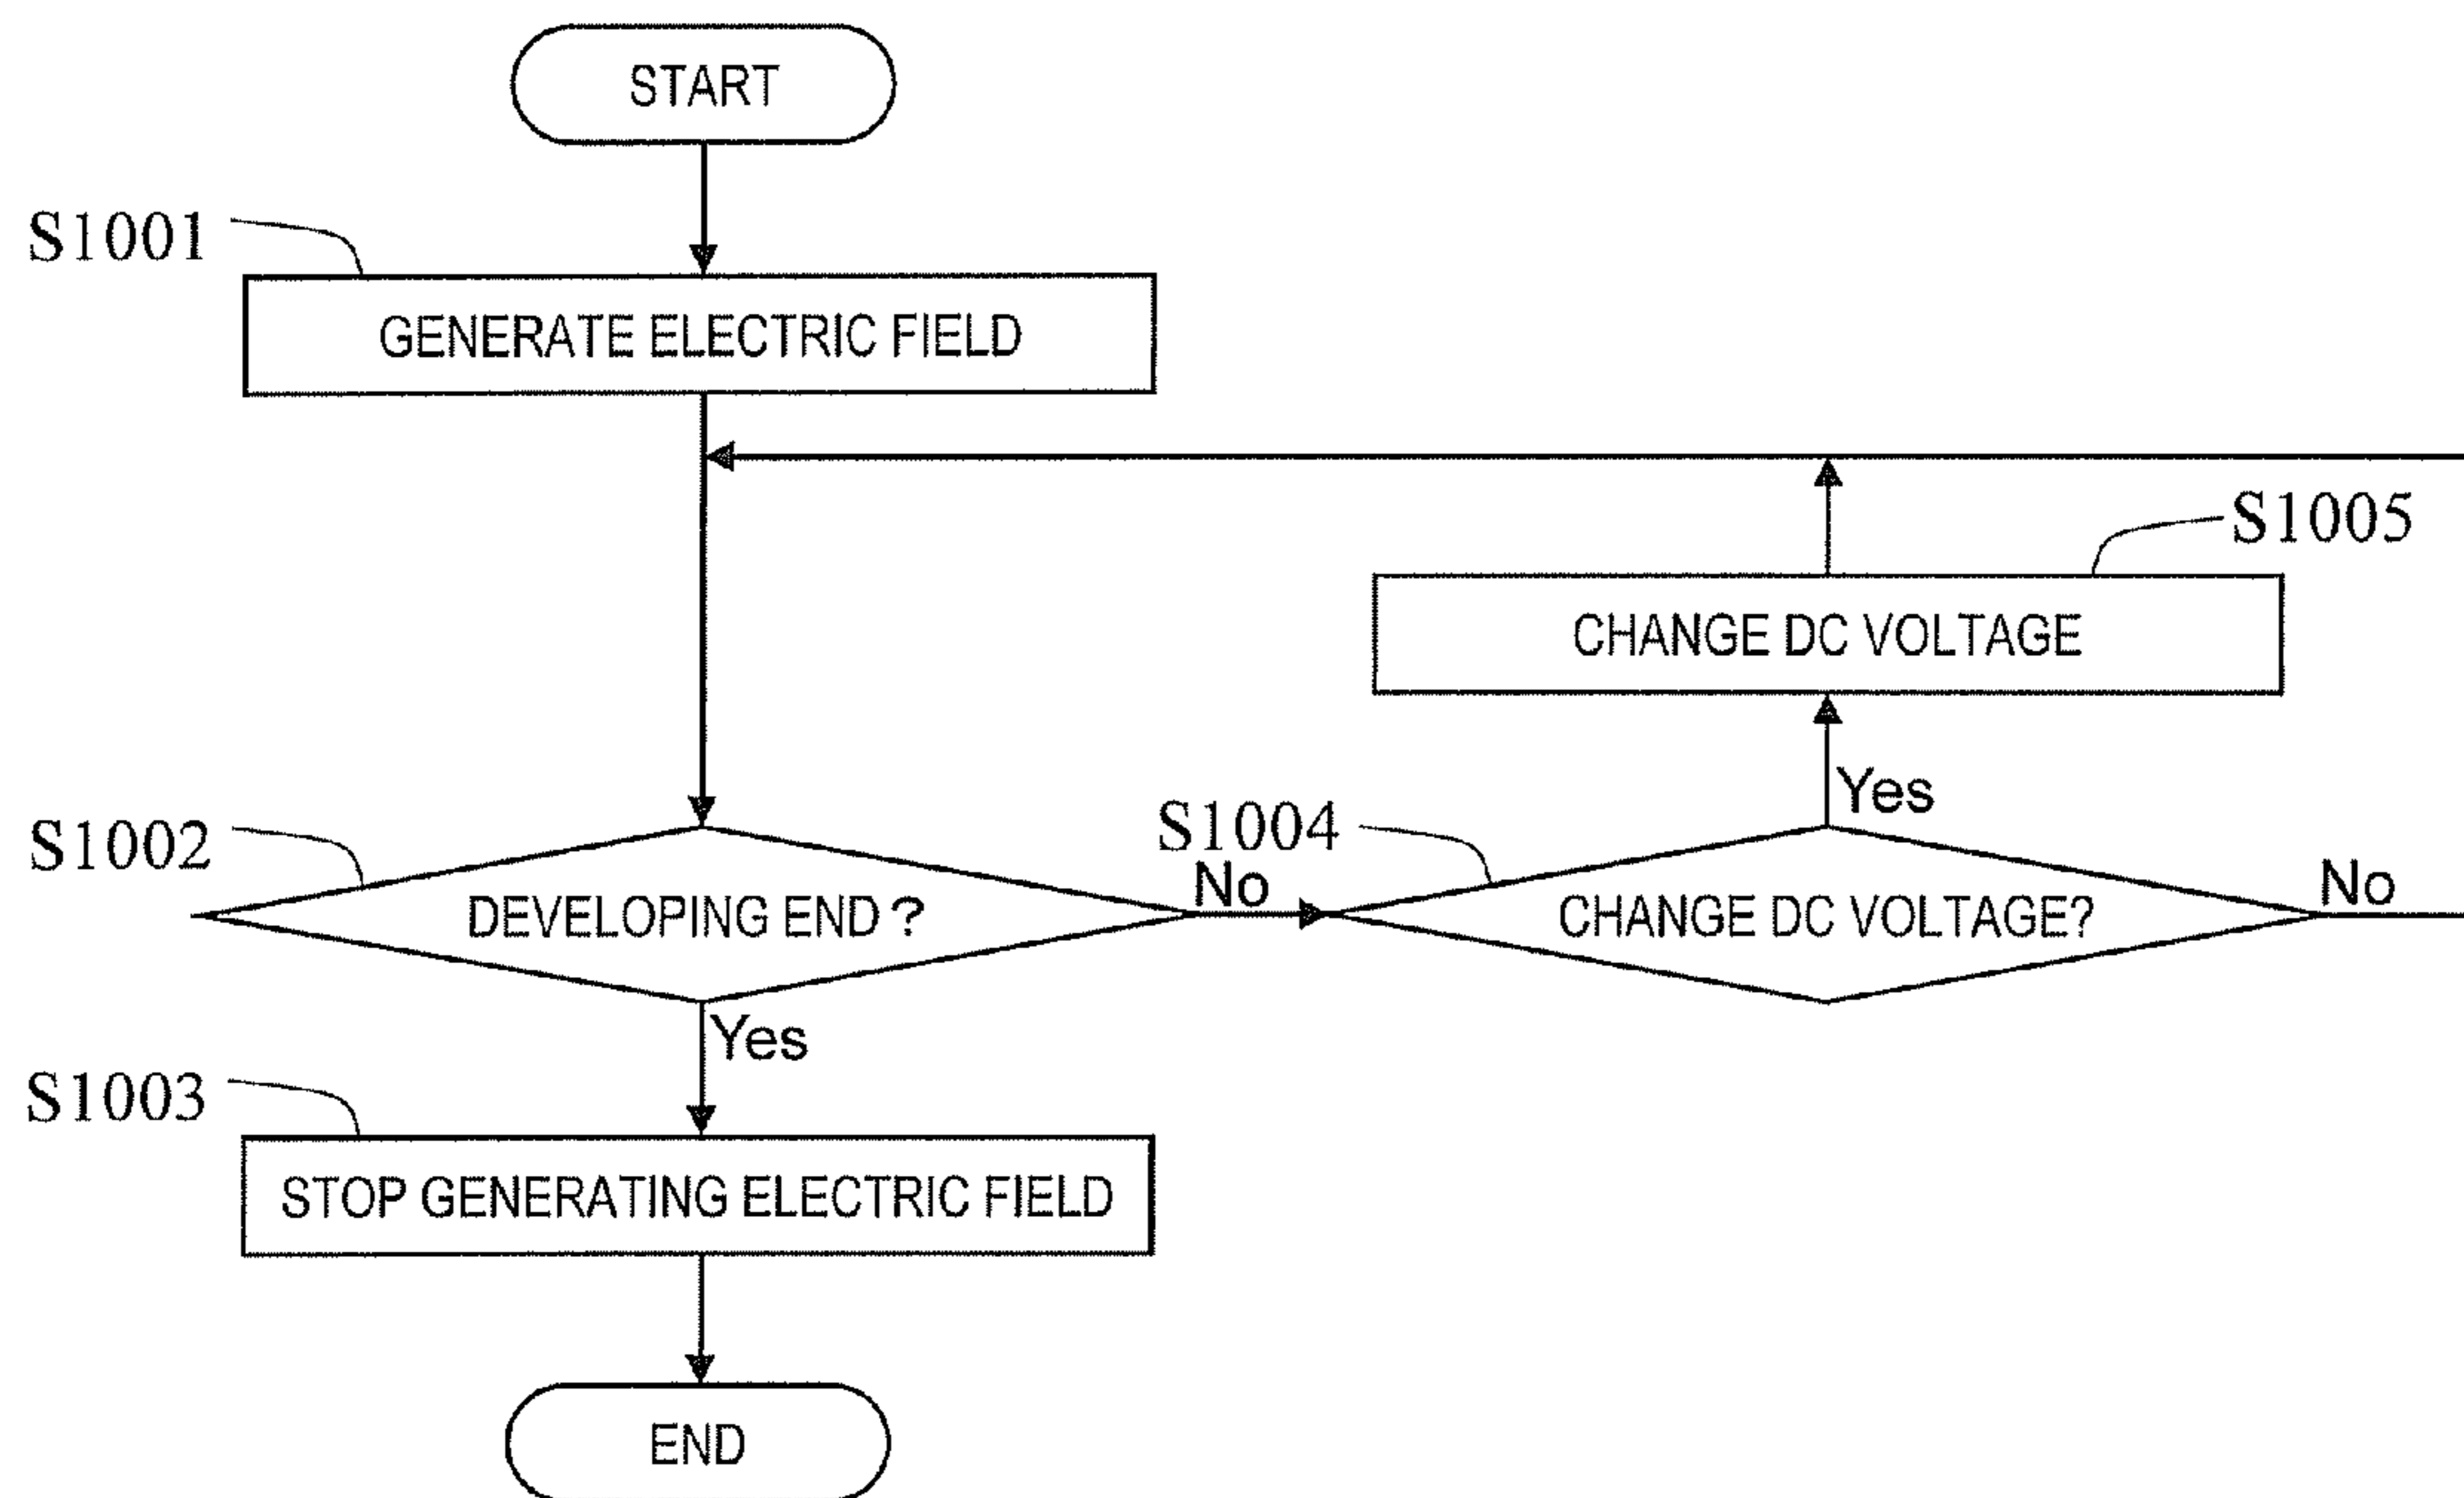 START
S1001
GENERATE ELECTRIC FIELD
S1005
CHANGE DC VOLTAGE
Yes
S1002
S1004
No
No
DEVELOPING END ?
CHANGE DC VOLTAGE?
Yes
S1003
STOP GENERATING ELECTRIC FIELD
END